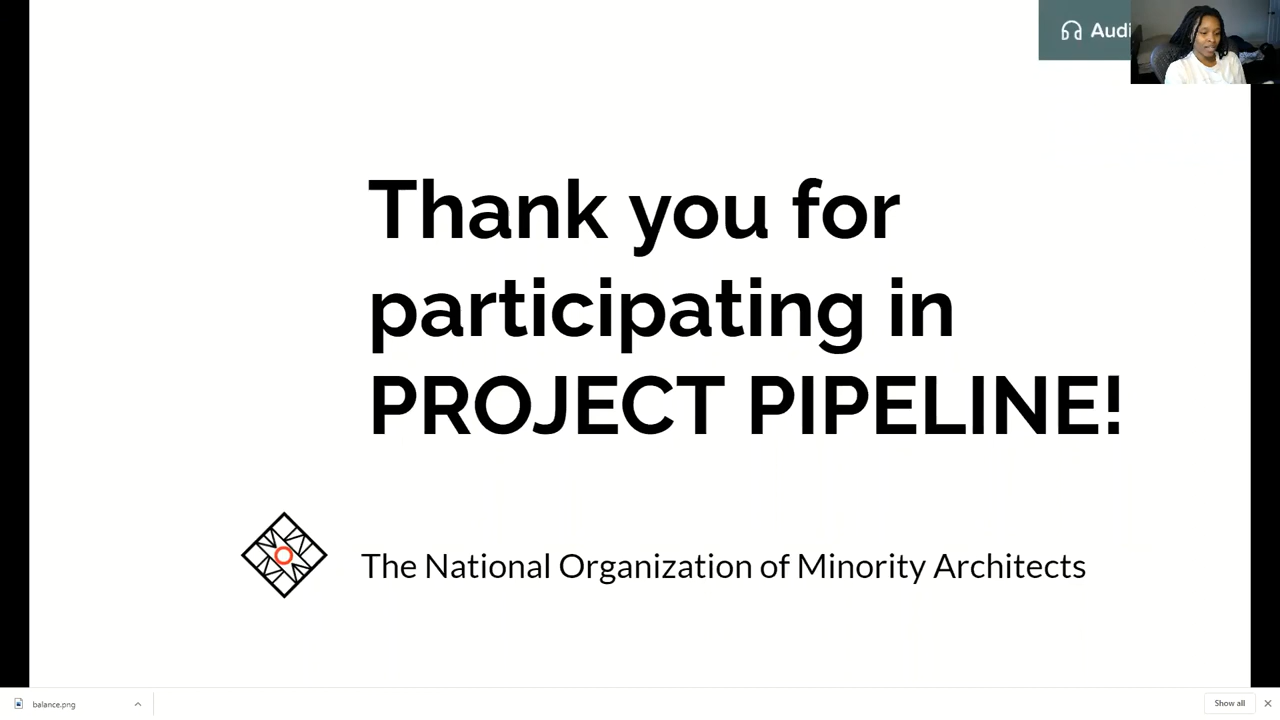 Audi
Thank you for
participating in
PROJECT PIPELINE!
The National Organization of Minority Architects
balance.png
Show all